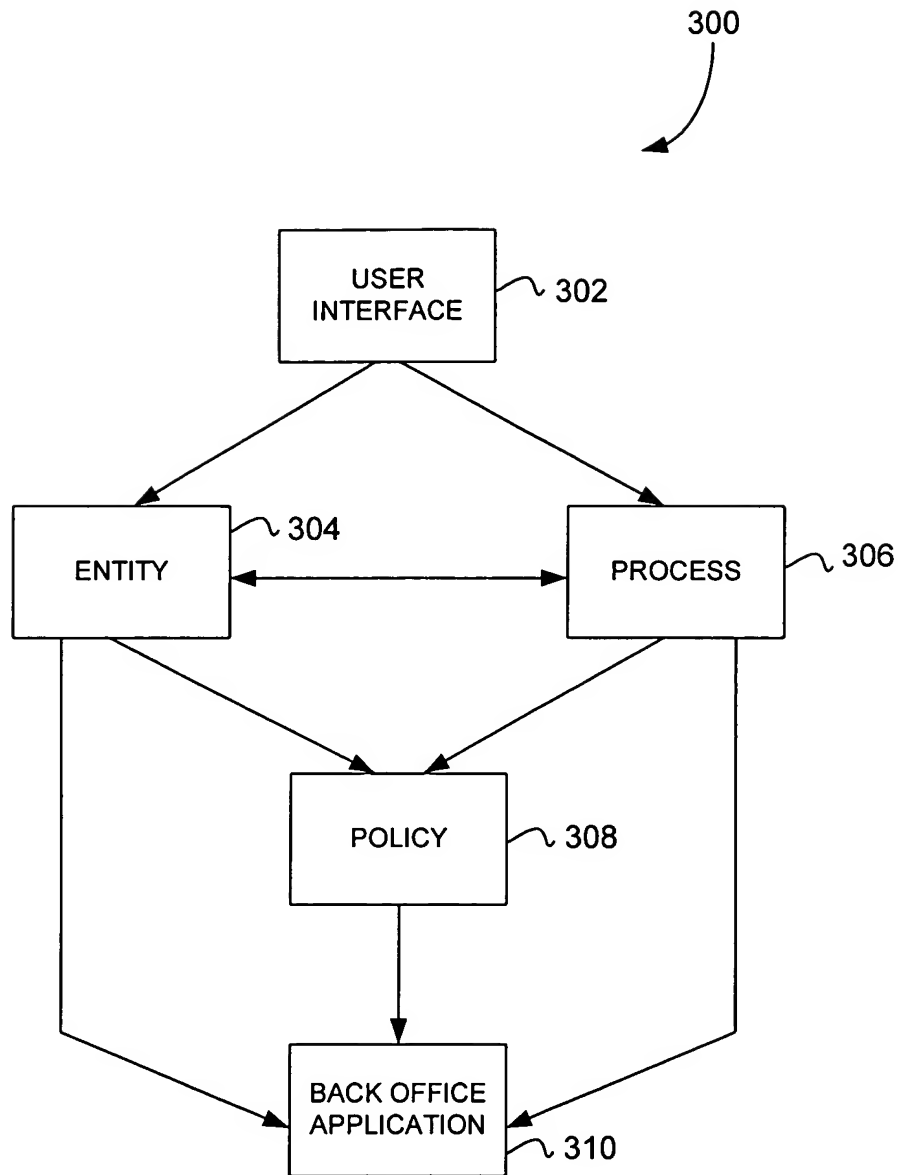 300
USER
INTERFACE
302
ENTITY
304
PROCESS
306
POLICY
308
BACK OFFICE
APPLICATION
310